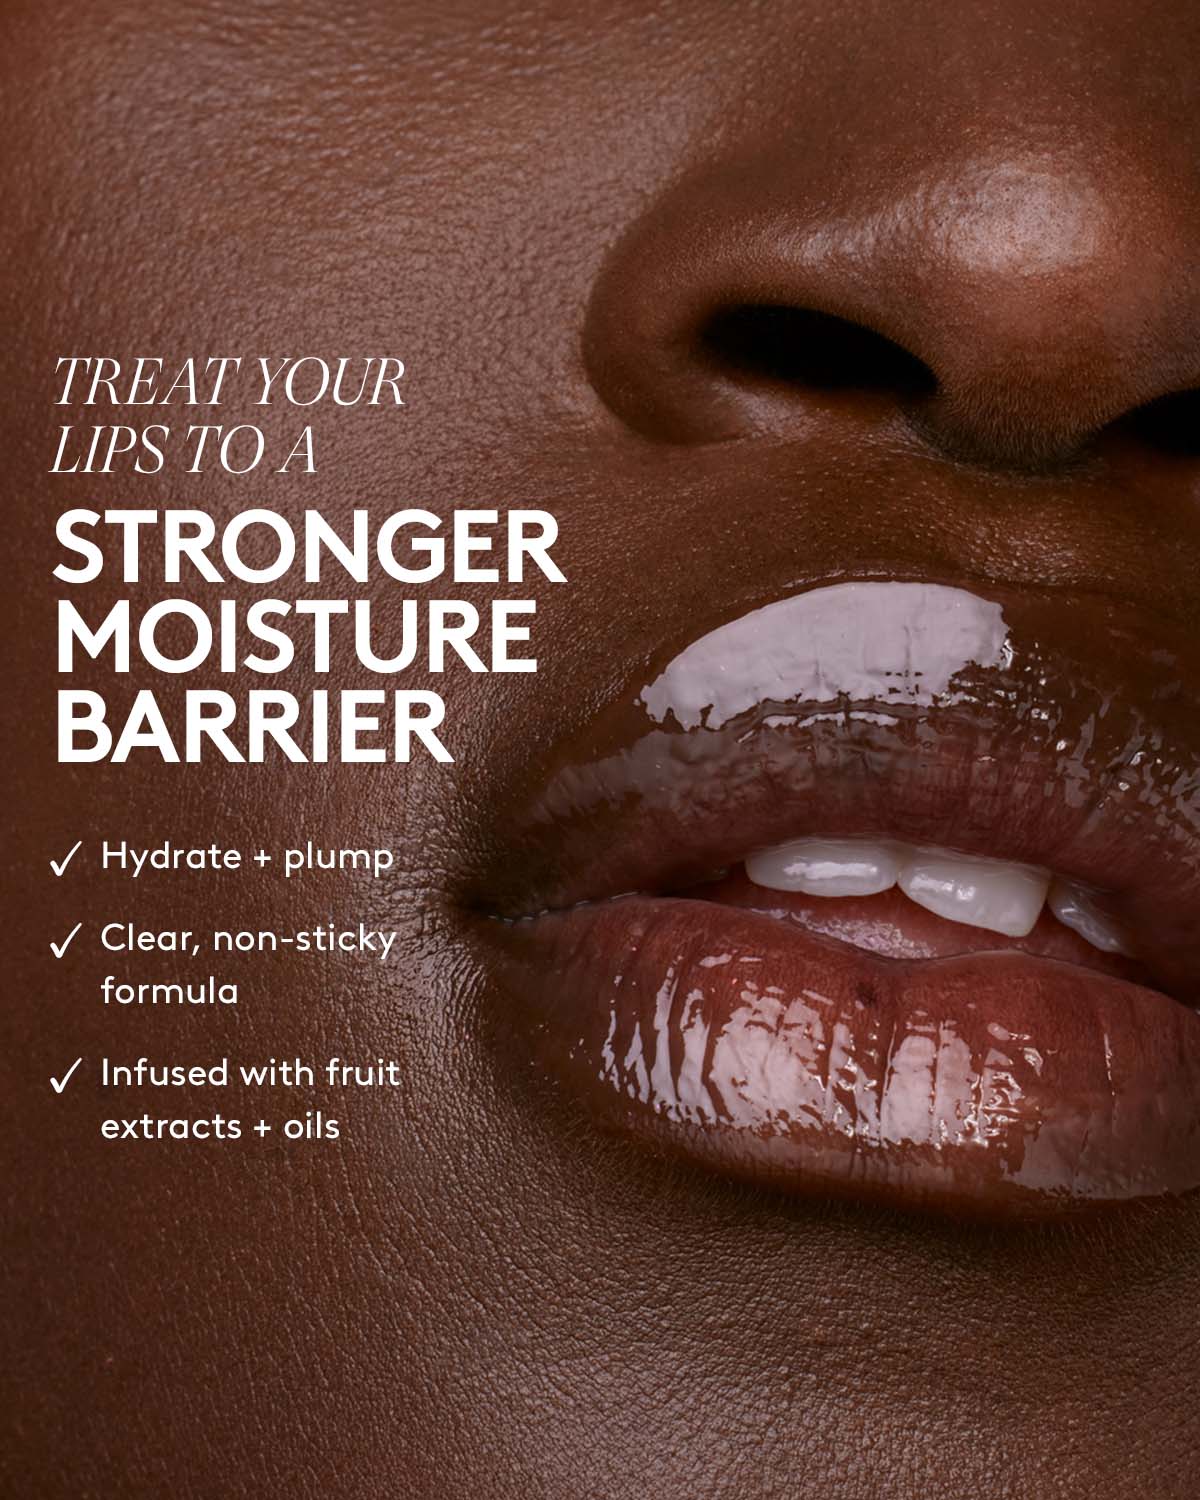 TREAT YOUR
LIPS TO A
STRONGER
MOISTURE
BARRIER
✓ Hydrate + plump
✓ Clear, non-sticky
formula
✓ Infused with fruit
extracts + oils